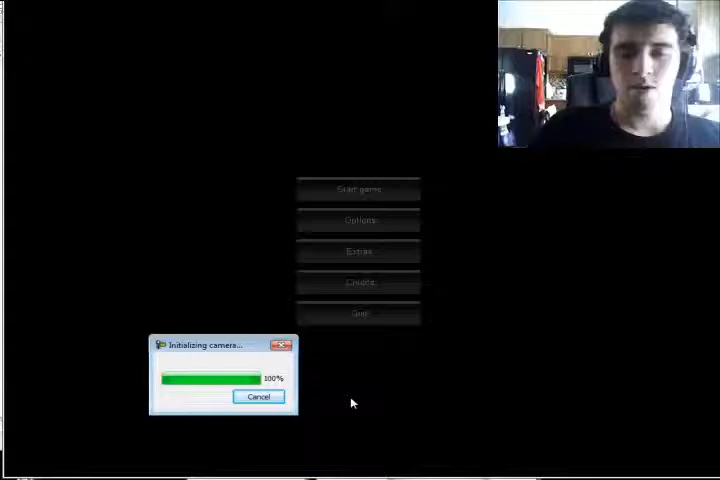 Start game
Options
Extras
Credits
Quit
Initializing camera...
100%
Cancel